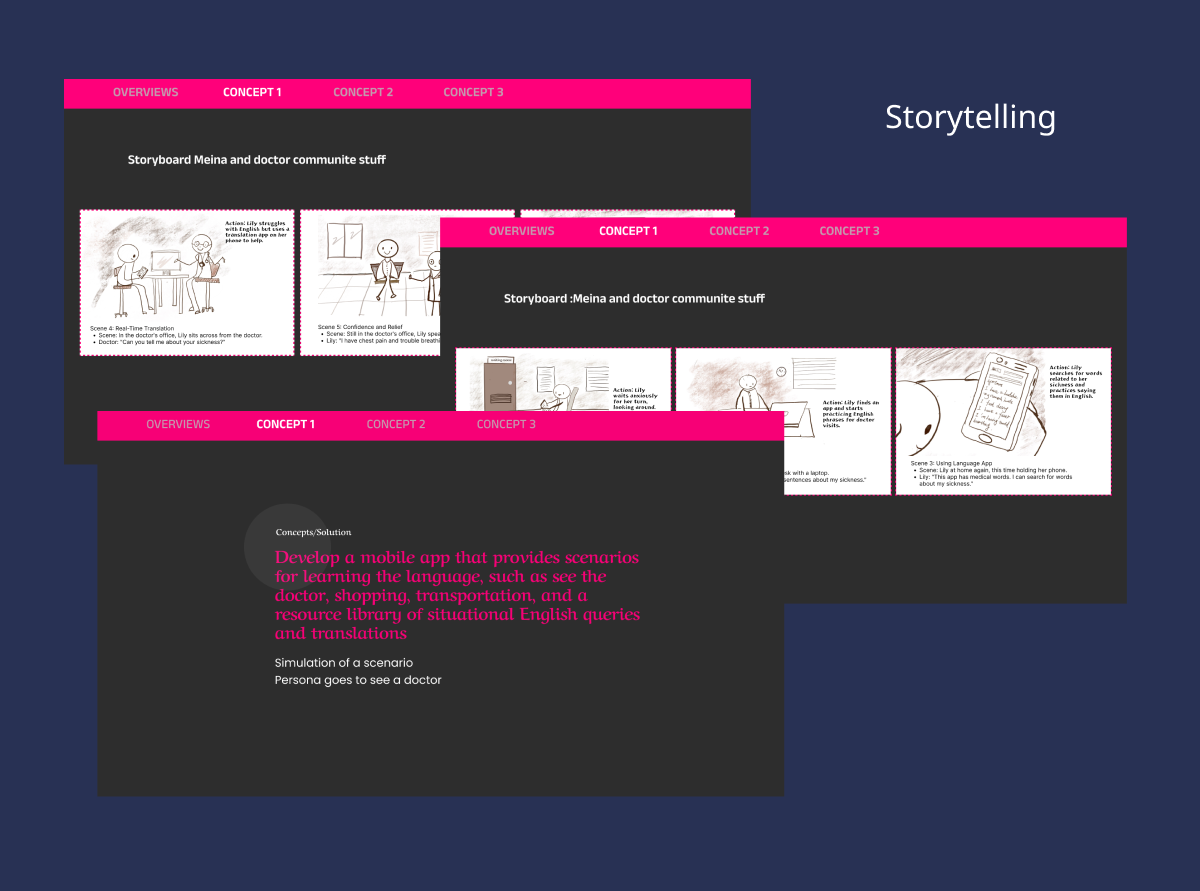 Storytelling
OVERVIEWS CONCEPT 1 CONCEPT 2 CONCEPT 3
Storyboard Meina and doctor communite stuff
Action: Lily struggles
with English but uses a
translation app on her
phone to help.
Scene 4: Real-Time Translation
• Scene: In the doctor's office, Lily sits across from the doctor.
• Doctor: "Can you tell me about your sickness?"
Scene 5: Confidence and Relief
• Scene: Still in the doctor's office, Lily
• Lily: "I have chest pain and trouble
OVERVIEWS CONCEPT 1 CONCEPT 2 CONCEPT 3
Storyboard :Meina and doctor communite stuff
Action: Lily
waits anxiously
for her turn,
looking around.
Action: Lily finds an
app and starts
practicing English
phrases for doctor
visits.
with a laptop.
sentences about my sickness."
Action: Lily
searches for words
related to her
sickness and
practices saying
them in English.
Scene 3: Using Language App
• Scene: Lily at home again, this time holding her phone.
• Lily: "This app has medical words. I can search for words
about my sickness."
OVERVIEWS CONCEPT 1 CONCEPT 2 CONCEPT 3
Concepts/Solution
Develop a mobile app that provides scenarios
for learning the language, such as see the
doctor, shopping, transportation, and a
resource library of situational English queries
and translations
Simulation of a scenario
Persona goes to see a doctor